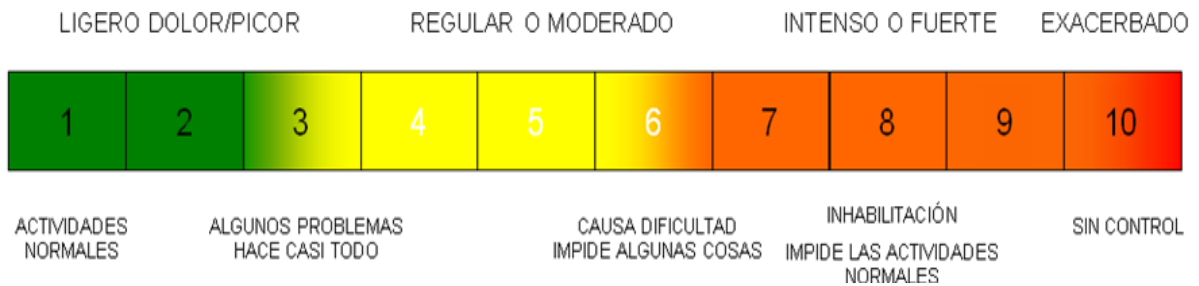 LIGERO DOLOR/PICOR REGULAR O MODERADO INTENSO O FUERTE EXACERBADO
1 2 3 4 5 6 7 8 9 10
ACTIVIDADES
NORMALES
ALGUNOS PROBLEMAS
HACE CASI TODO
CAUSA DIFICULTAD
IMPIDE ALGUNAS COSAS
INHABILITACIÓN
IMPIDE LAS ACTIVIDADES
NORMALES
SIN CONTROL